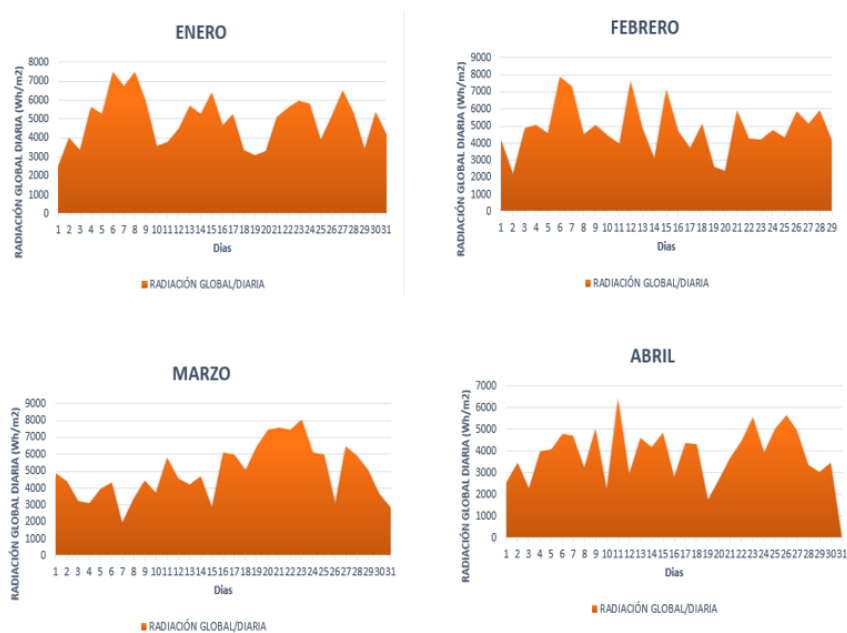 ENERO
RADIACIÓN GLOBAL DIARIA (Wh/m2)
8000
7000
6000
5000
4000
3000
2000
1000
0
1 2 3 4 5 6 7 8 9 10 11 12 13 14 15 16 17 18 19 20 21 22 23 24 25 26 27 28 29 30 31
Dias
RADIACIÓN GLOBAL/DIARIA
FEBRERO
RADIACIÓN GLOBAL DIARIA (Wh/m2)
9000
8000
7000
6000
5000
4000
3000
2000
1000
0
1 2 3 4 5 6 7 8 9 10 11 12 13 14 15 16 17 18 19 20 21 22 23 24 25 26 27 28 29
Dias
RADIACIÓN GLOBAL/DIARIA
MARZO
RADIACIÓN GLOBAL DIARIA (Wh/m2)
9000
8000
7000
6000
5000
4000
3000
2000
1000
0
1 2 3 4 5 6 7 8 9 10 11 12 13 14 15 16 17 18 19 20 21 22 23 24 25 26 27 28 29 30 31
Dias
RADIACIÓN GLOBAL/DIARIA
ABRIL
RADIACIÓN GLOBAL DIARIA (Wh/m2)
7000
6000
5000
4000
3000
2000
1000
0
1 2 3 4 5 6 7 8 9 10 11 12 13 14 15 16 17 18 19 20 21 22 23 24 25 26 27 28 29 30 31
Dias
RADIACIÓN GLOBAL/DIARIA